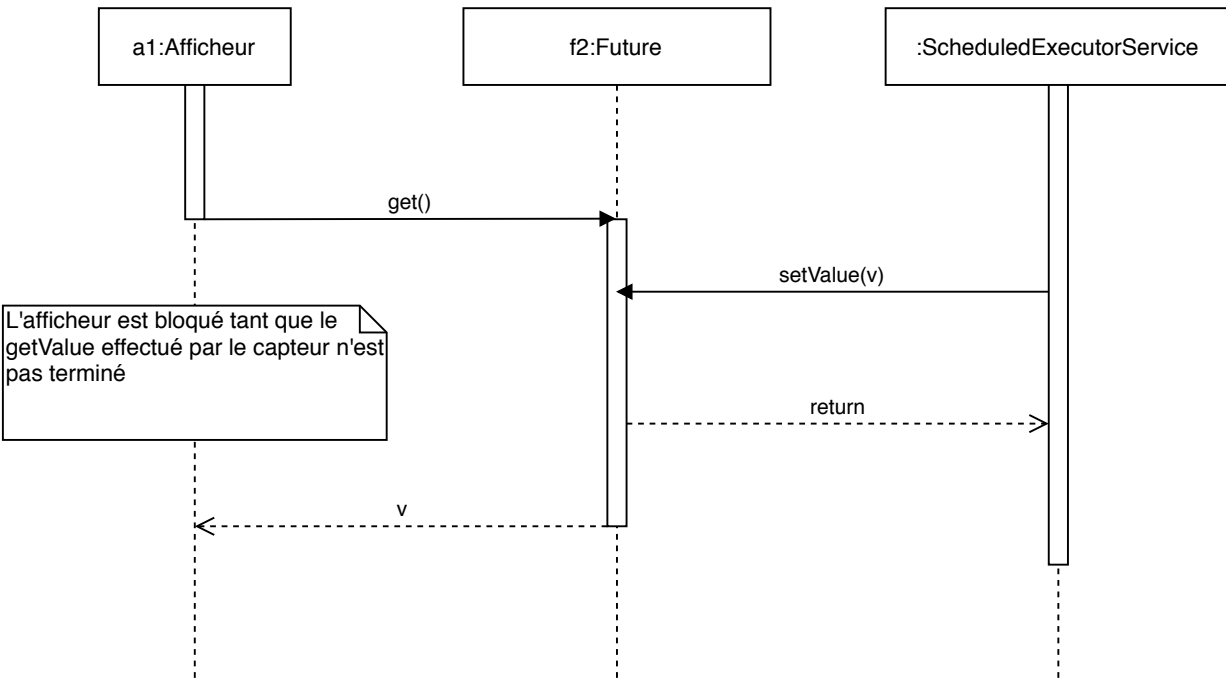 a1:Afficheur
f2:Future
:ScheduledExecutorService
get()
setValue(v)
L'afficheur est bloqué tant que le
getValue effectué par le capteur n'est
pas terminé
return
v